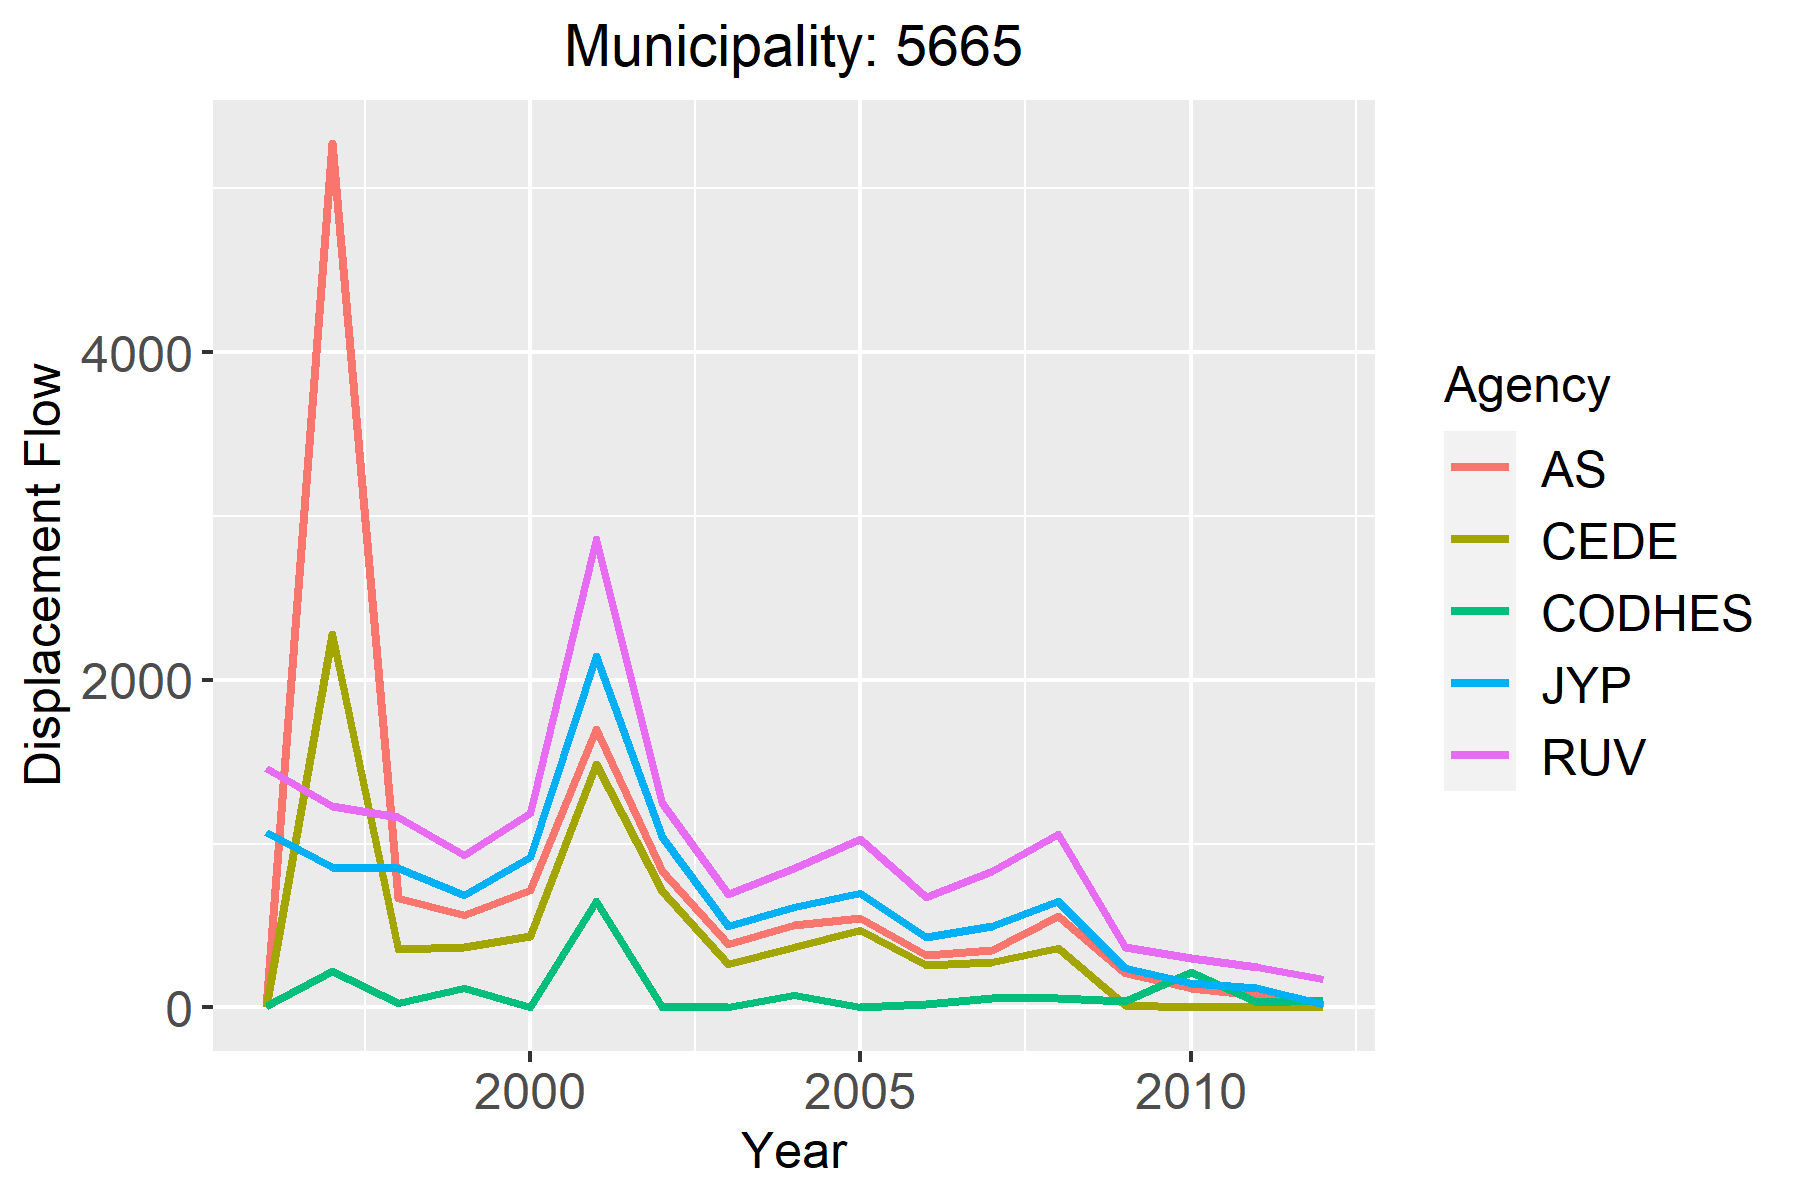 Municipality: 5665
Displacement Flow
4000
2000
0
2000
2005
2010
Year
Agency
AS
CEDE
CODHES
JYP
RUV